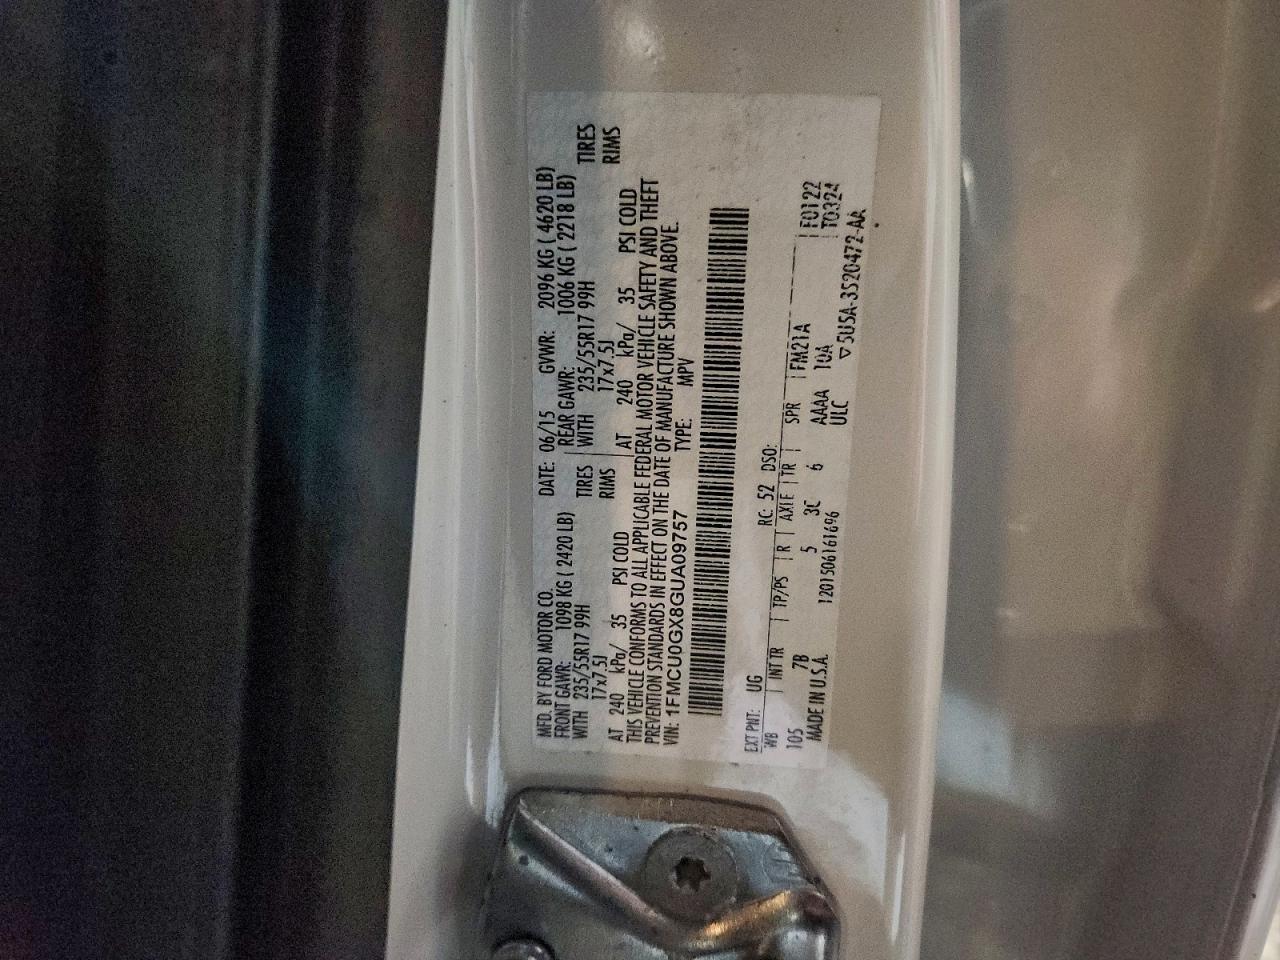 MFD. BY FORD MOTOR CO.
DATE: 06/15 GVWR: 2096 KG ( 4620 LB)
FRONT GAWR: 1098 KG ( 2420 LB)
REAR GAWR: 1006 KG ( 2218 LB)
WITH 235/55R17 99H TIRES
WITH 235/55R17 99H TIRES
17x7.5J RIMS
17x7.5J RIMS
AT 240 kPa/ 35 PSI COLD
AT 240 kPa/ 35 PSI COLD
THIS VEHICLE CONFORMS TO ALL APPLICABLE FEDERAL MOTOR VEHICLE SAFETY AND THEFT
PREVENTION STANDARDS IN EFFECT ON THE DATE OF MANUFACTURE SHOWN ABOVE.
VIN: 1FMCU0GX8GUA09757 TYPE: MPV
EXT PNT: UG RC: 52 DSO:
WB INT TR TP/PS R AXLE TR SPR FM21A F0122
105 7B 5 3C 6 AAAA 10A T0324
MADE IN U.S.A. 1201506161696 ULC ▽5U5A-3520472-AA